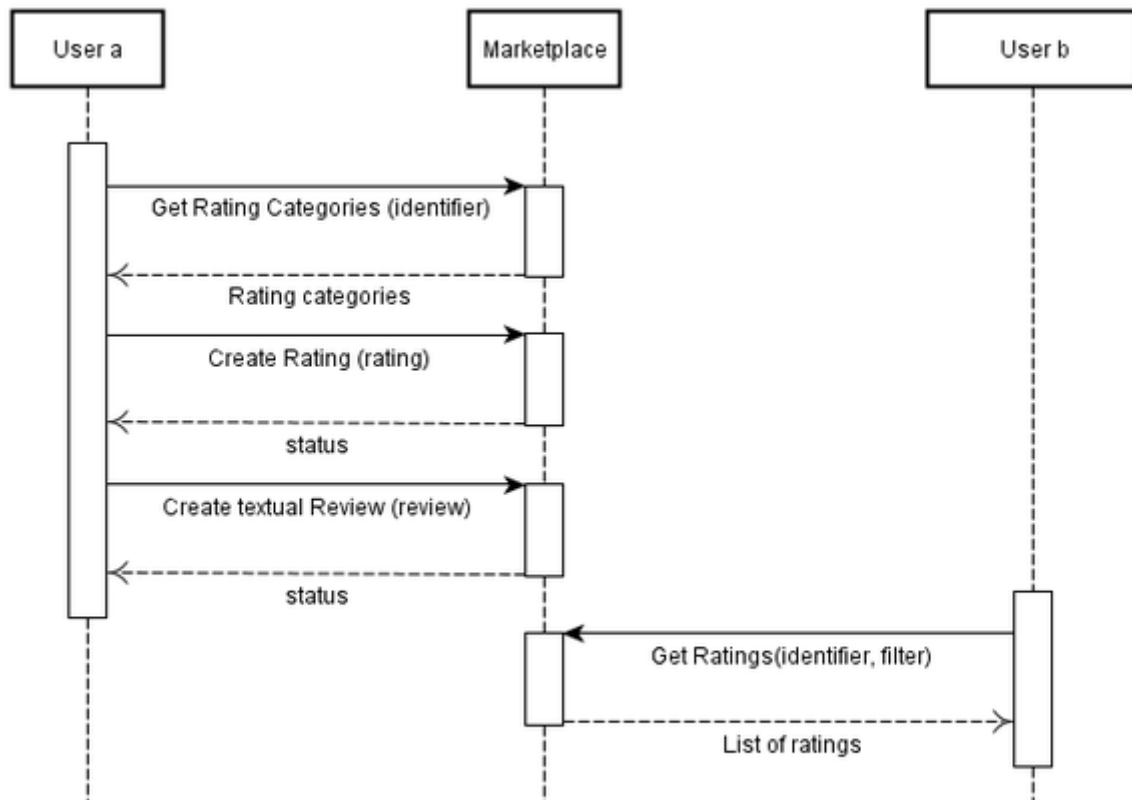 User a
Marketplace
User b
Get Rating Categories (identifier)
Rating categories
Create Rating (rating)
status
Create textual Review (review)
status
Get Ratings(identifier, filter)
List of ratings